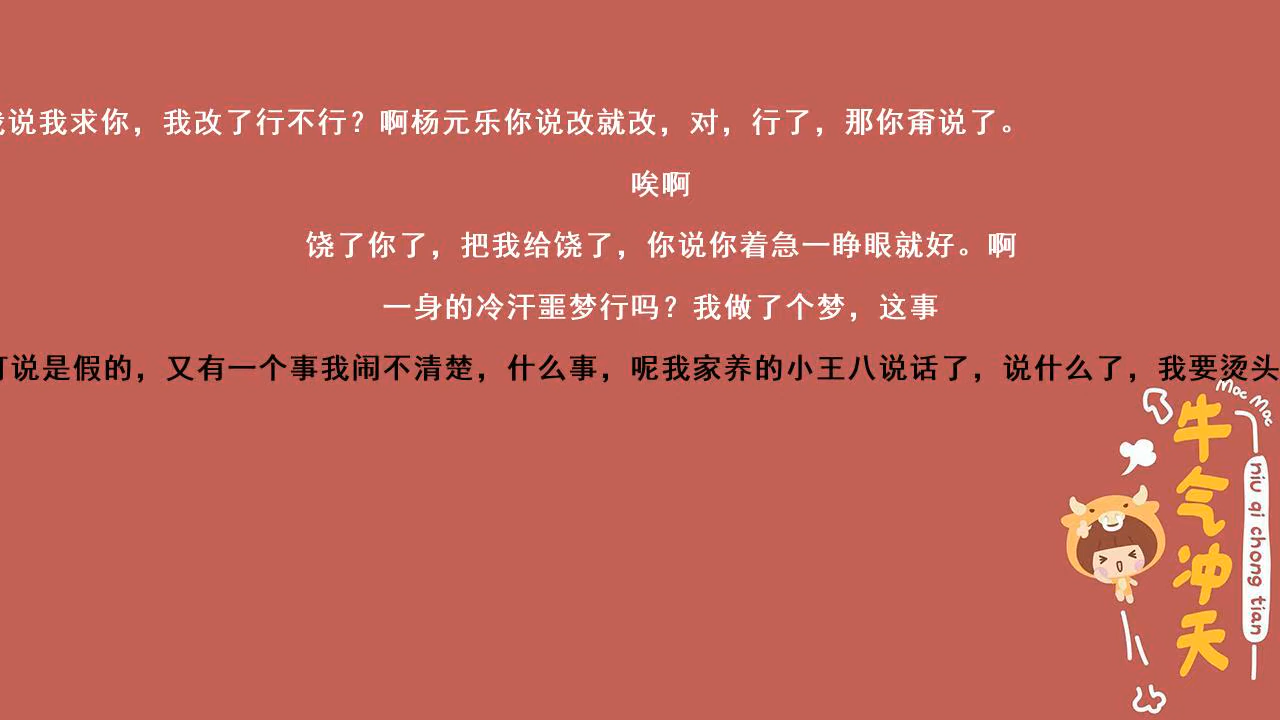 说我求你，我改了行不行？啊杨元乐你说改就改，对，行了，那你甭说了。
唉啊
饶了你了，把我给饶了，你说你着急一睁眼就好。啊
一身的冷汗噩梦行吗？我做了个梦，这事
说是假的，又有一个事我闹不清楚，什么事，呢我家养的小王八说话了，说什么了，我要烫头
Moc Moc
牛气冲天
niu qi chong tian